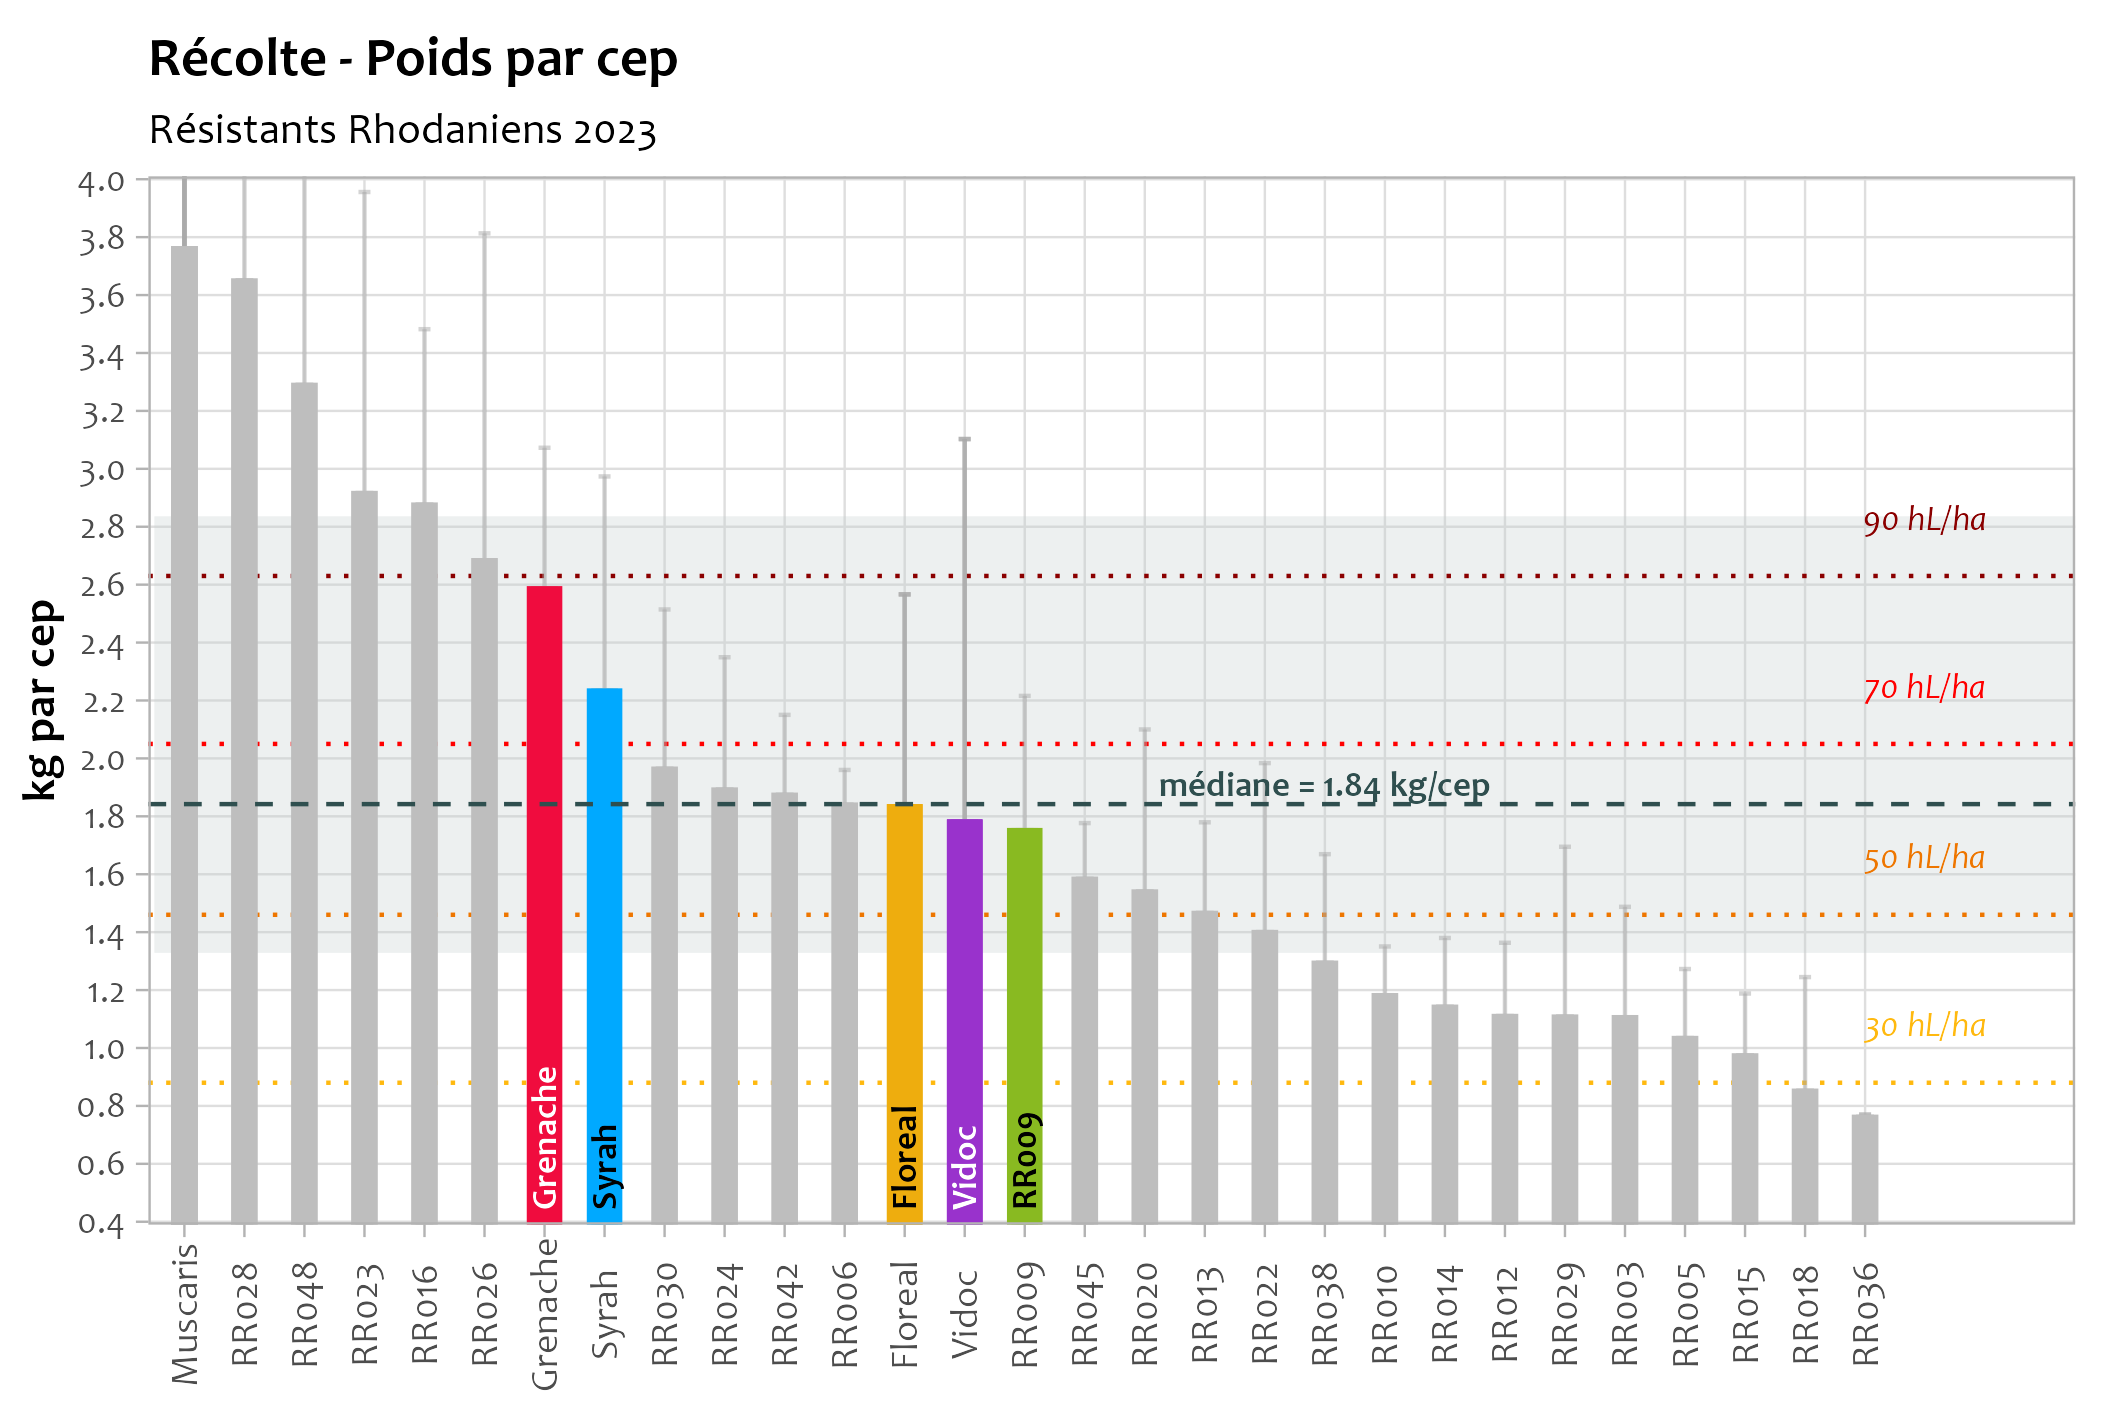 Récolte - Poids par cep
Résistants Rhodaniens 2023
kg par cep
4.0
3.8
3.6
3.4
3.2
3.0
2.8
2.6
2.4
2.2
2.0
1.8
1.6
1.4
1.2
1.0
0.8
0.6
0.4
90 hL/ha
70 hL/ha
médiane = 1.84 kg/cep
50 hL/ha
30 hL/ha
Grenache
Syrah
Floreal
Vidoc
RR009
Muscaris
RR028
RR048
RR023
RR016
RR026
Grenache
Syrah
RR030
RR024
RR042
RR006
Floreal
Vidoc
RR009
RR045
RR020
RR013
RR022
RR038
RR010
RR014
RR012
RR029
RR003
RR005
RR015
RR018
RR036